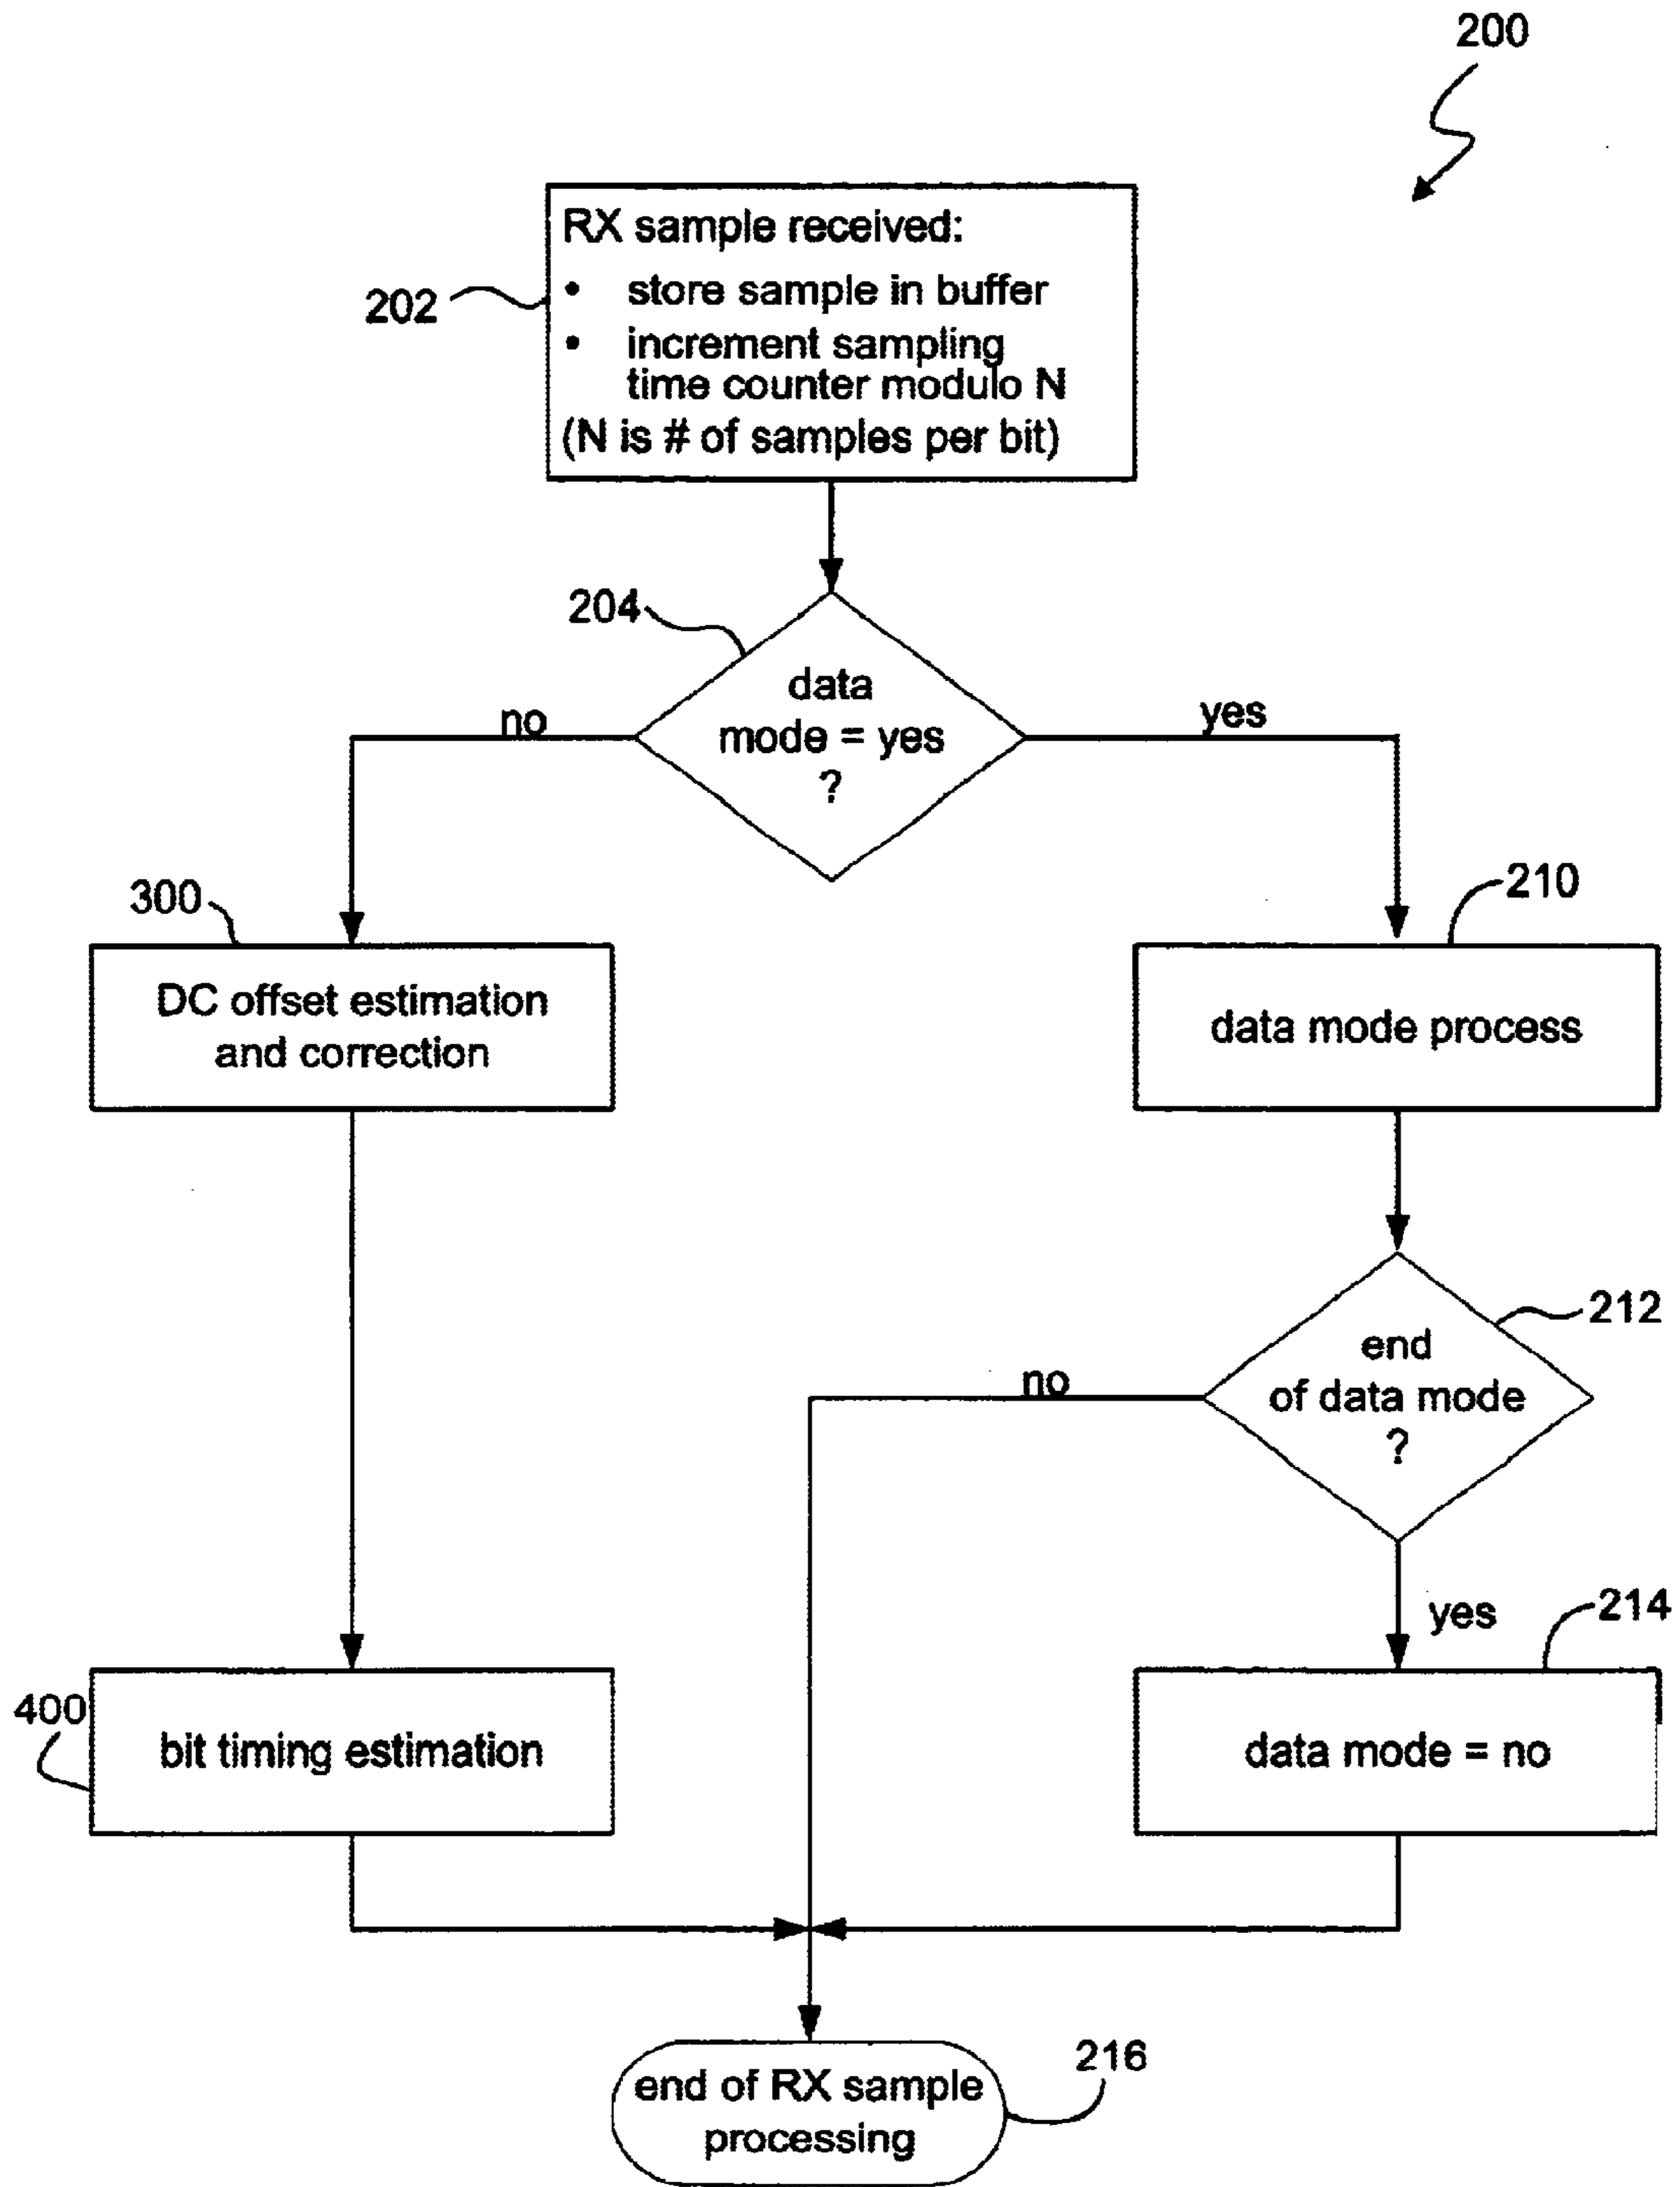 200
RX sample received:
202
• store sample in buffer
• increment sampling
time counter modulo N
(N is # of samples per bit)
204
data
mode = yes
?
no
yes
300
210
DC offset estimation
and correction
data mode process
212
end
of data mode
?
no
yes
214
400
bit timing estimation
data mode = no
216
end of RX sample
processing